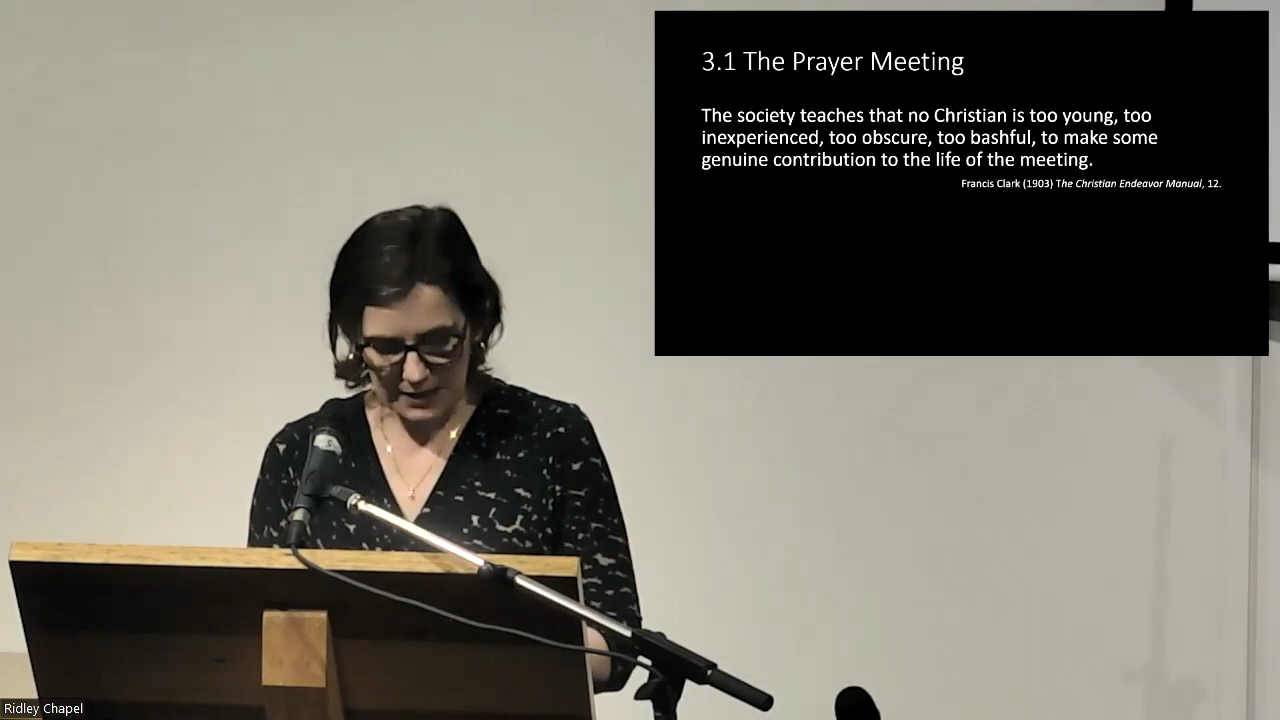 3.1 The Prayer Meeting
The society teaches that no Christian is too young, too
inexperienced, too obscure, too bashful, to make some
genuine contribution to the life of the meeting.
Francis Clark (1903) The Christian Endeavor Manual, 12.
Ridley Chapel